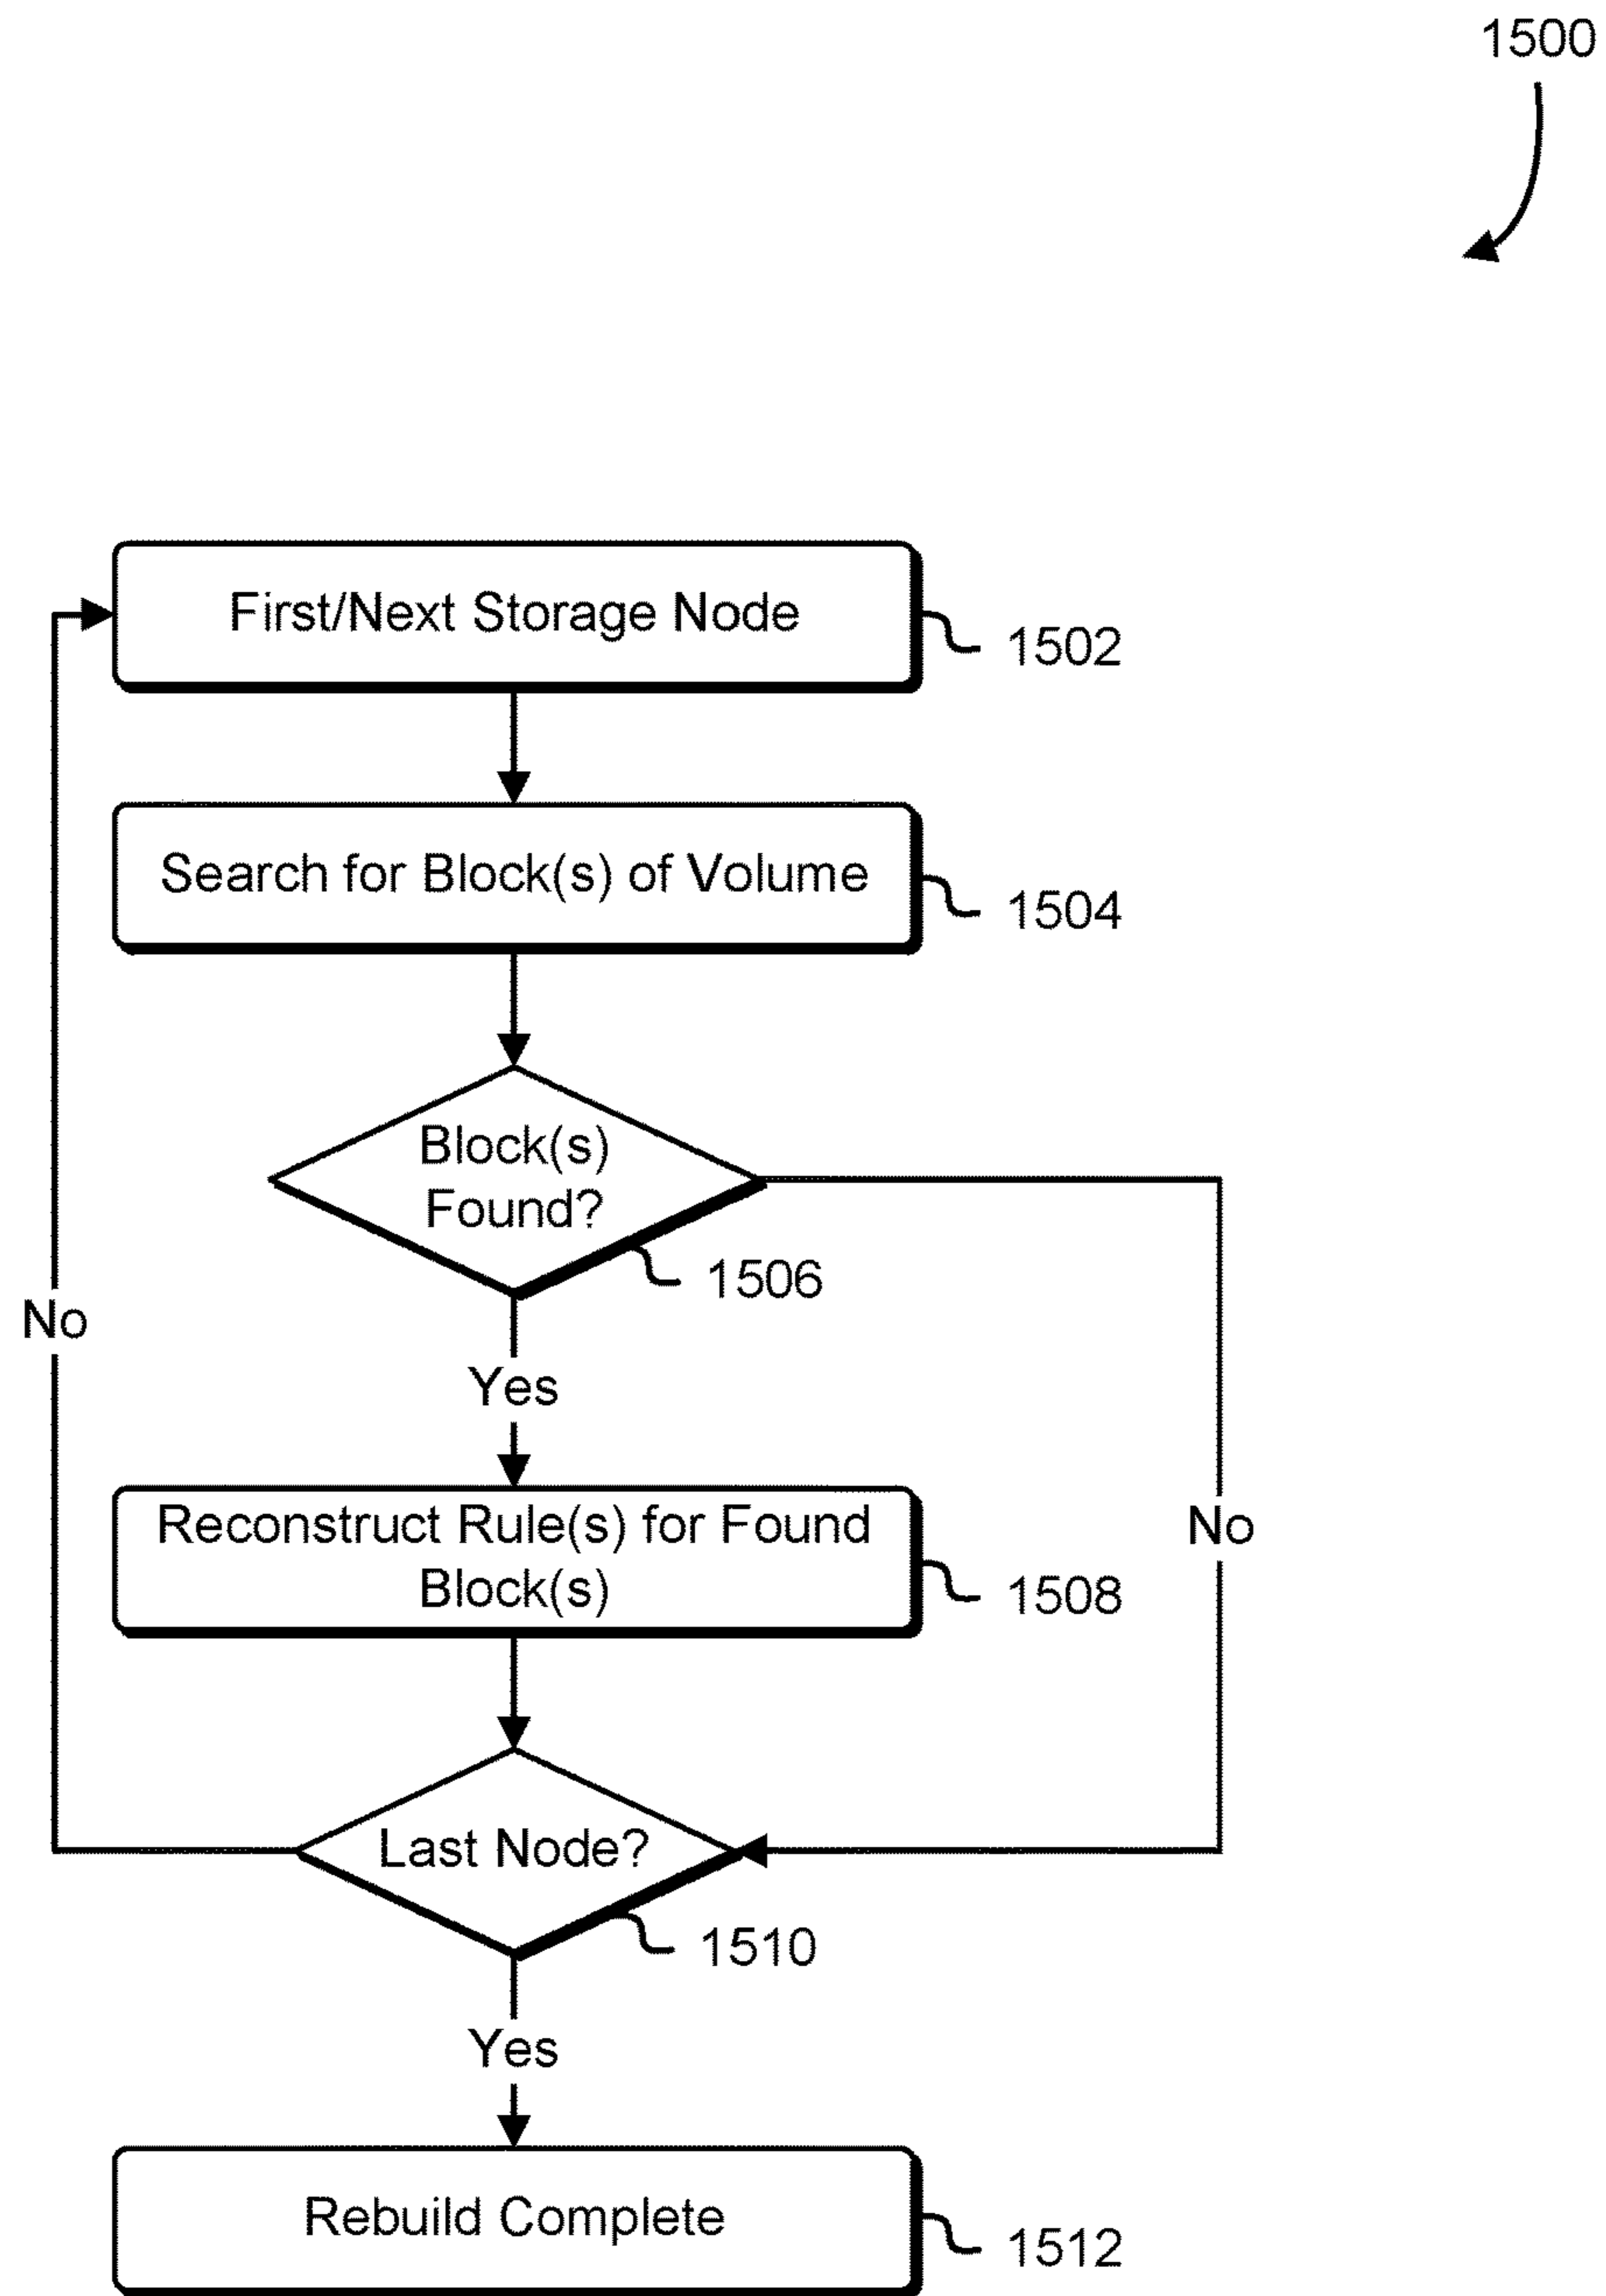 1500
First/Next Storage Node
1502
Search for Block(s) of Volume
1504
Block(s)
Found?
1506
No
Yes
Reconstruct Rule(s) for Found
Block(s)
No
1508
Last Node?
1510
Yes
Rebuild Complete
1512